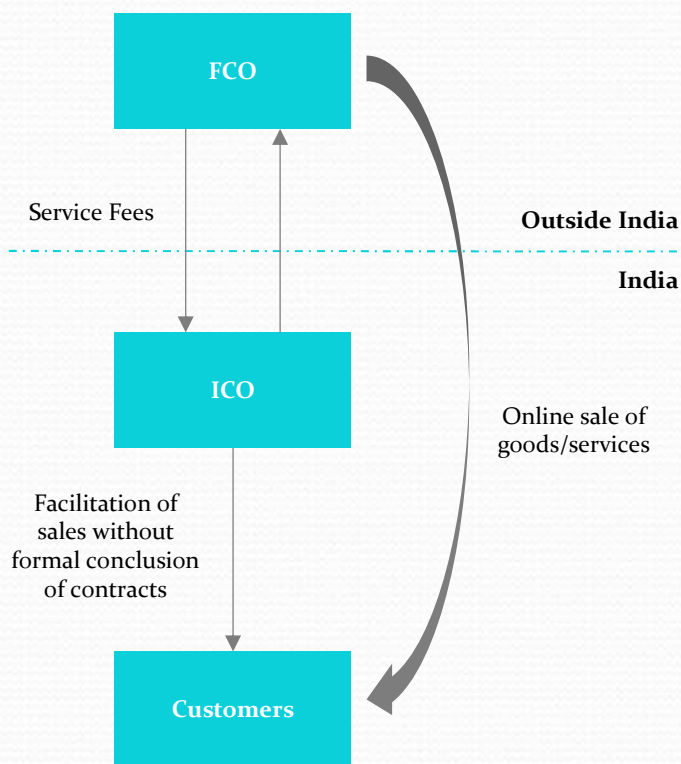 FCO
Service Fees
Outside India
India
ICO
Online sale of
goods/services
Facilitation of
sales without
formal conclusion
of contracts
Customers